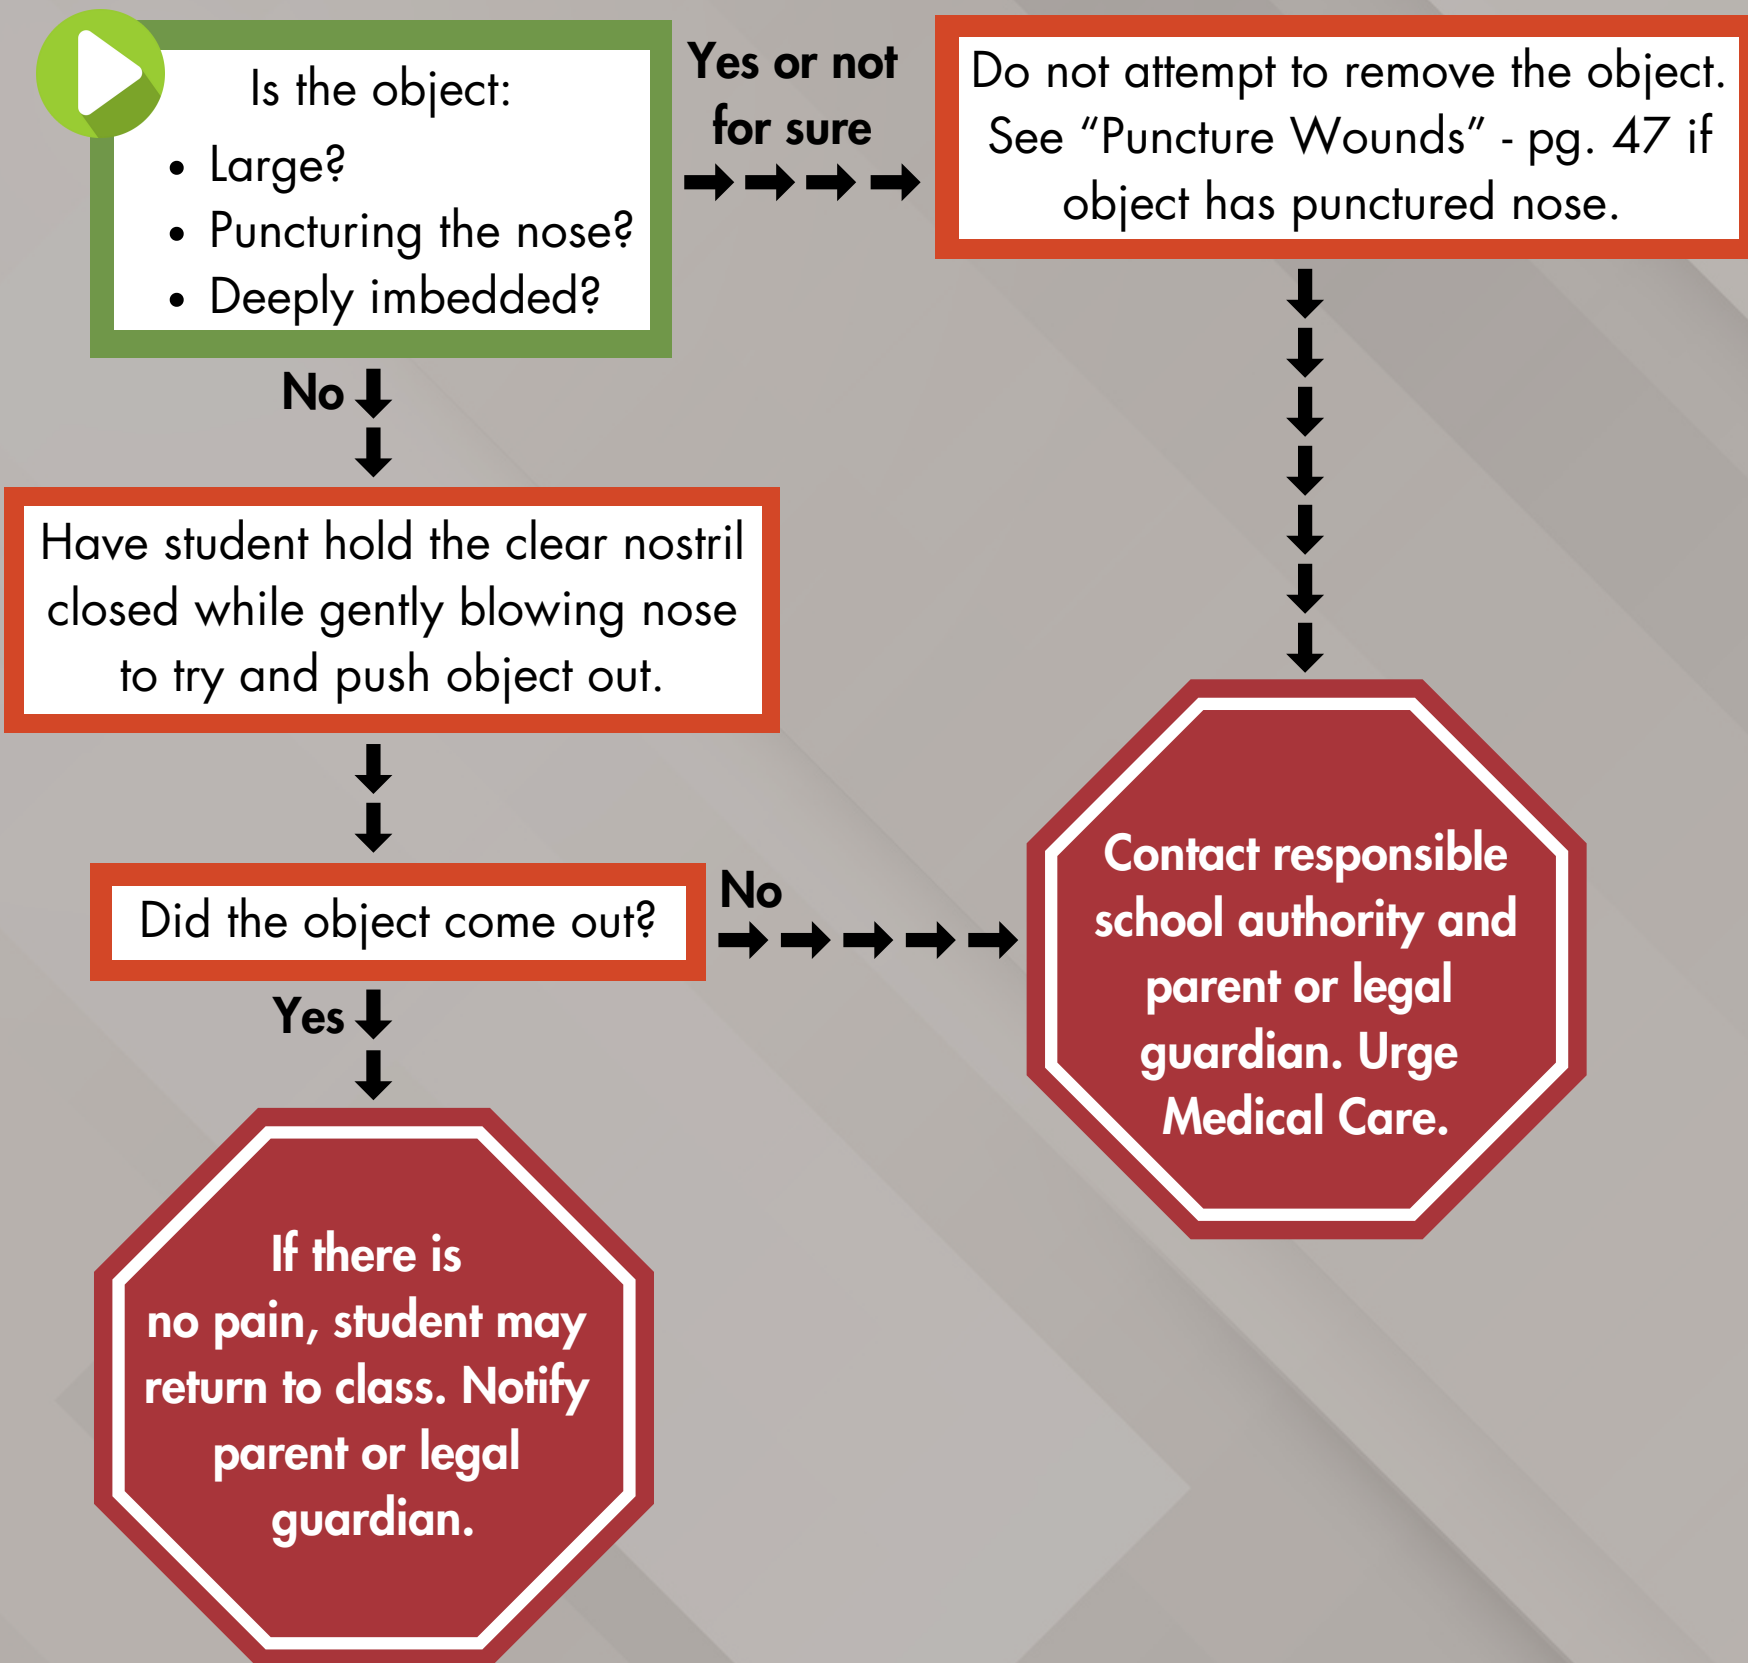 Is the object:
• Large?
• Puncturing the nose?
• Deeply imbedded?
Yes or not
for sure
Do not attempt to remove the object.
See “Puncture Wounds” - pg. 47 if
object has punctured nose.
No
Have student hold the clear nostril
closed while gently blowing nose
to try and push object out.
Did the object come out?
No
Contact responsible
school authority and
parent or legal
guardian. Urge
Medical Care.
Yes
If there is
no pain, student may
return to class. Notify
parent or legal
guardian.